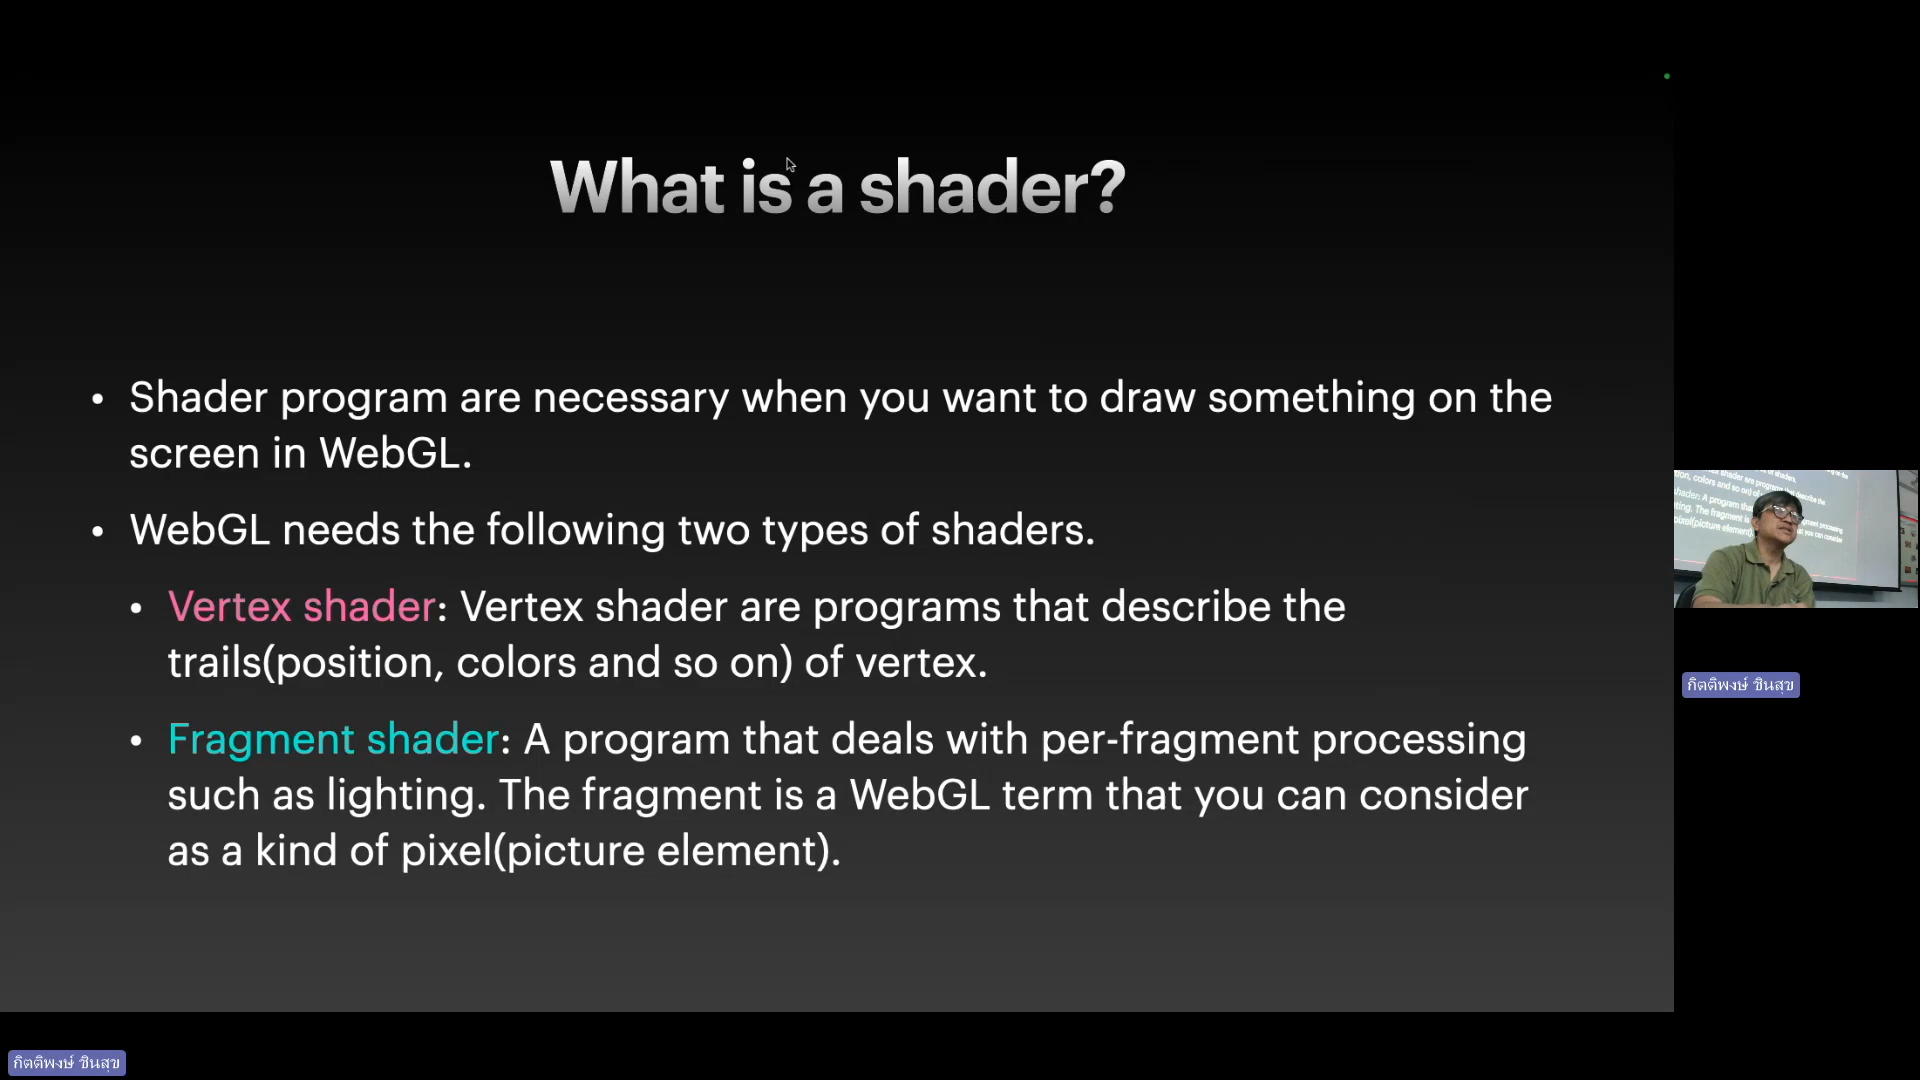 What is a shader?
• Shader program are necessary when you want to draw something on the
screen in WebGL.
• WebGL needs the following two types of shaders.
• Vertex shader: Vertex shader are programs that describe the
trails(position, colors and so on) of vertex.
• Fragment shader: A program that deals with per-fragment processing
such as lighting. The fragment is a WebGL term that you can consider
as a kind of pixel(picture element).
กิตติพงษ์ ชินสุข
กิตติพงษ์ ชินสุข